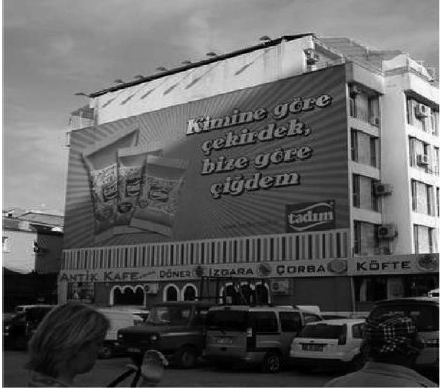 Kimine göre
çekirdek,
bize göre
çiğdem
tadım
ANTİK KAFE DÖNER IZGARA ÇORBA KÖFTE